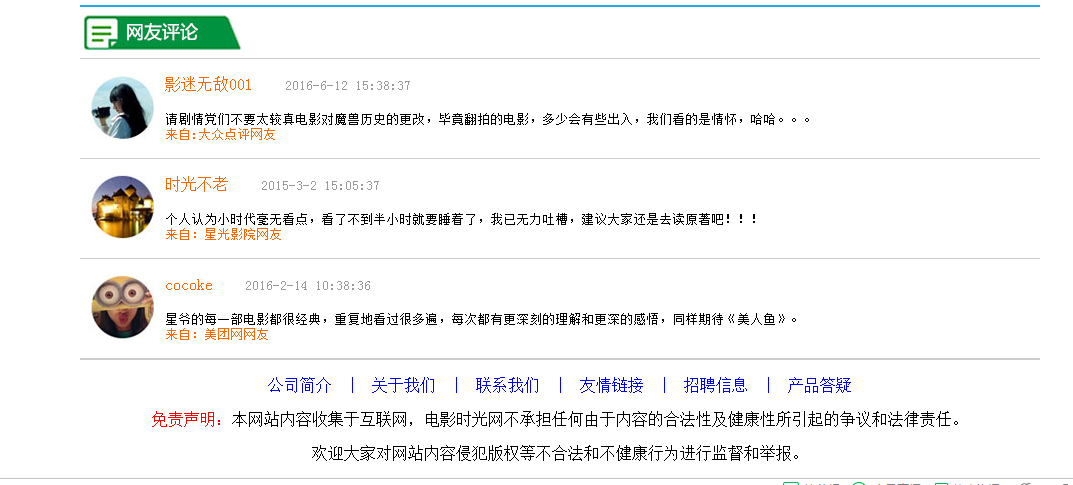 网友评论
影迷无敌001 2016-6-12 15:38:37
请剧情党们不要太较真电影对魔兽历史的更改，毕竟翻拍的电影，多少会有些出入，我们看的是情怀，哈哈。。。
来自:大众点评网友
时光不老 2015-3-2 15:05:37
个人认为小时代毫无看点，看了不到半小时就要睡着了，我已无力吐槽，建议大家还是去读原著吧！！！
来自：星光影院网友
cocoke 2016-2-14 10:38:36
星爷的每一部电影都很经典，重复地看过很多遍，每次都有更深刻的理解和更深的感悟，同样期待《美人鱼》。
来自：美团网网友
公司简介 | 关于我们 | 联系我们 | 友情链接 | 招聘信息 | 产品答疑
免责声明：本网站内容收集于互联网，电影时光网不承担任何由于内容的合法性及健康性所引起的争议和法律责任。
欢迎大家对网站内容侵犯版权等不合法和不健康行为进行监督和举报。